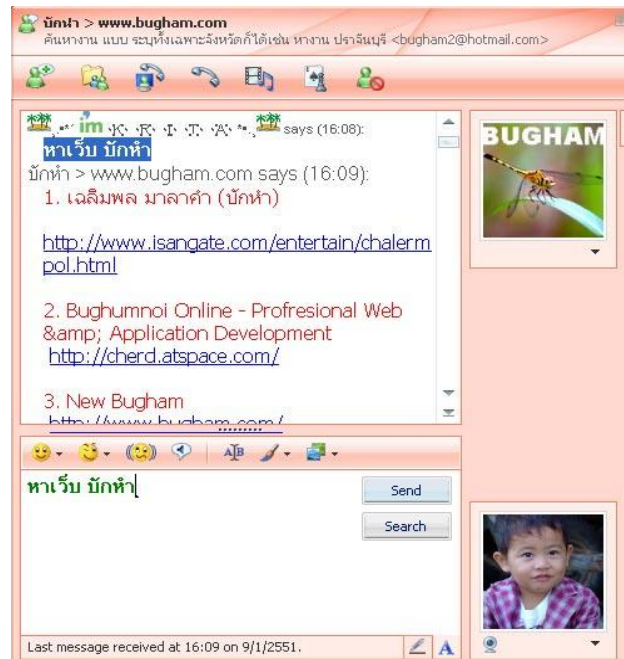 บักหำ > www.bugham.com
ค้นหางาน แบบ ระบุทั้งเฉพาะจังหวัดก็ได้เช่น หางาน ปราจีนบุรี <bugham2@hotmail.com>
im ·K· ·R· ·I· ·T· ·A· says (16:08):
หาเว็บ บักหำ
บักหำ > www.bugham.com says (16:09):
1. เฉลิมพล มาลาคำ (บักหำ)
http://www.isangate.com/entertain/chalerm
pol.html
2. Bughumnoi Online - Profresional Web
&amp; Application Development
http://cherd.atspace.com/
3. New Bugham
http://www.bugham.com/
BUGHAM
หาเว็บ บักหำ
Send
Search
Last message received at 16:09 on 9/1/2551.